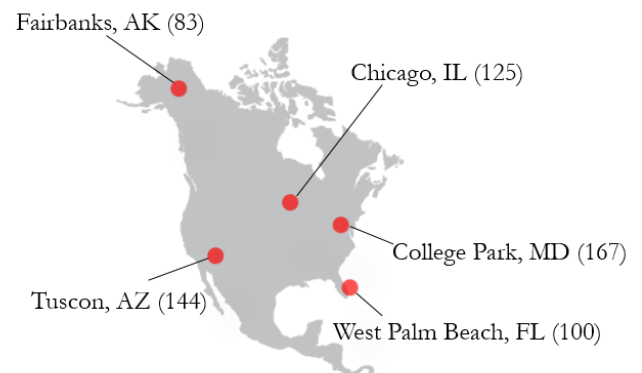 Fairbanks, AK (83)
Chicago, IL (125)
College Park, MD (167)
Tuscon, AZ (144)
West Palm Beach, FL (100)